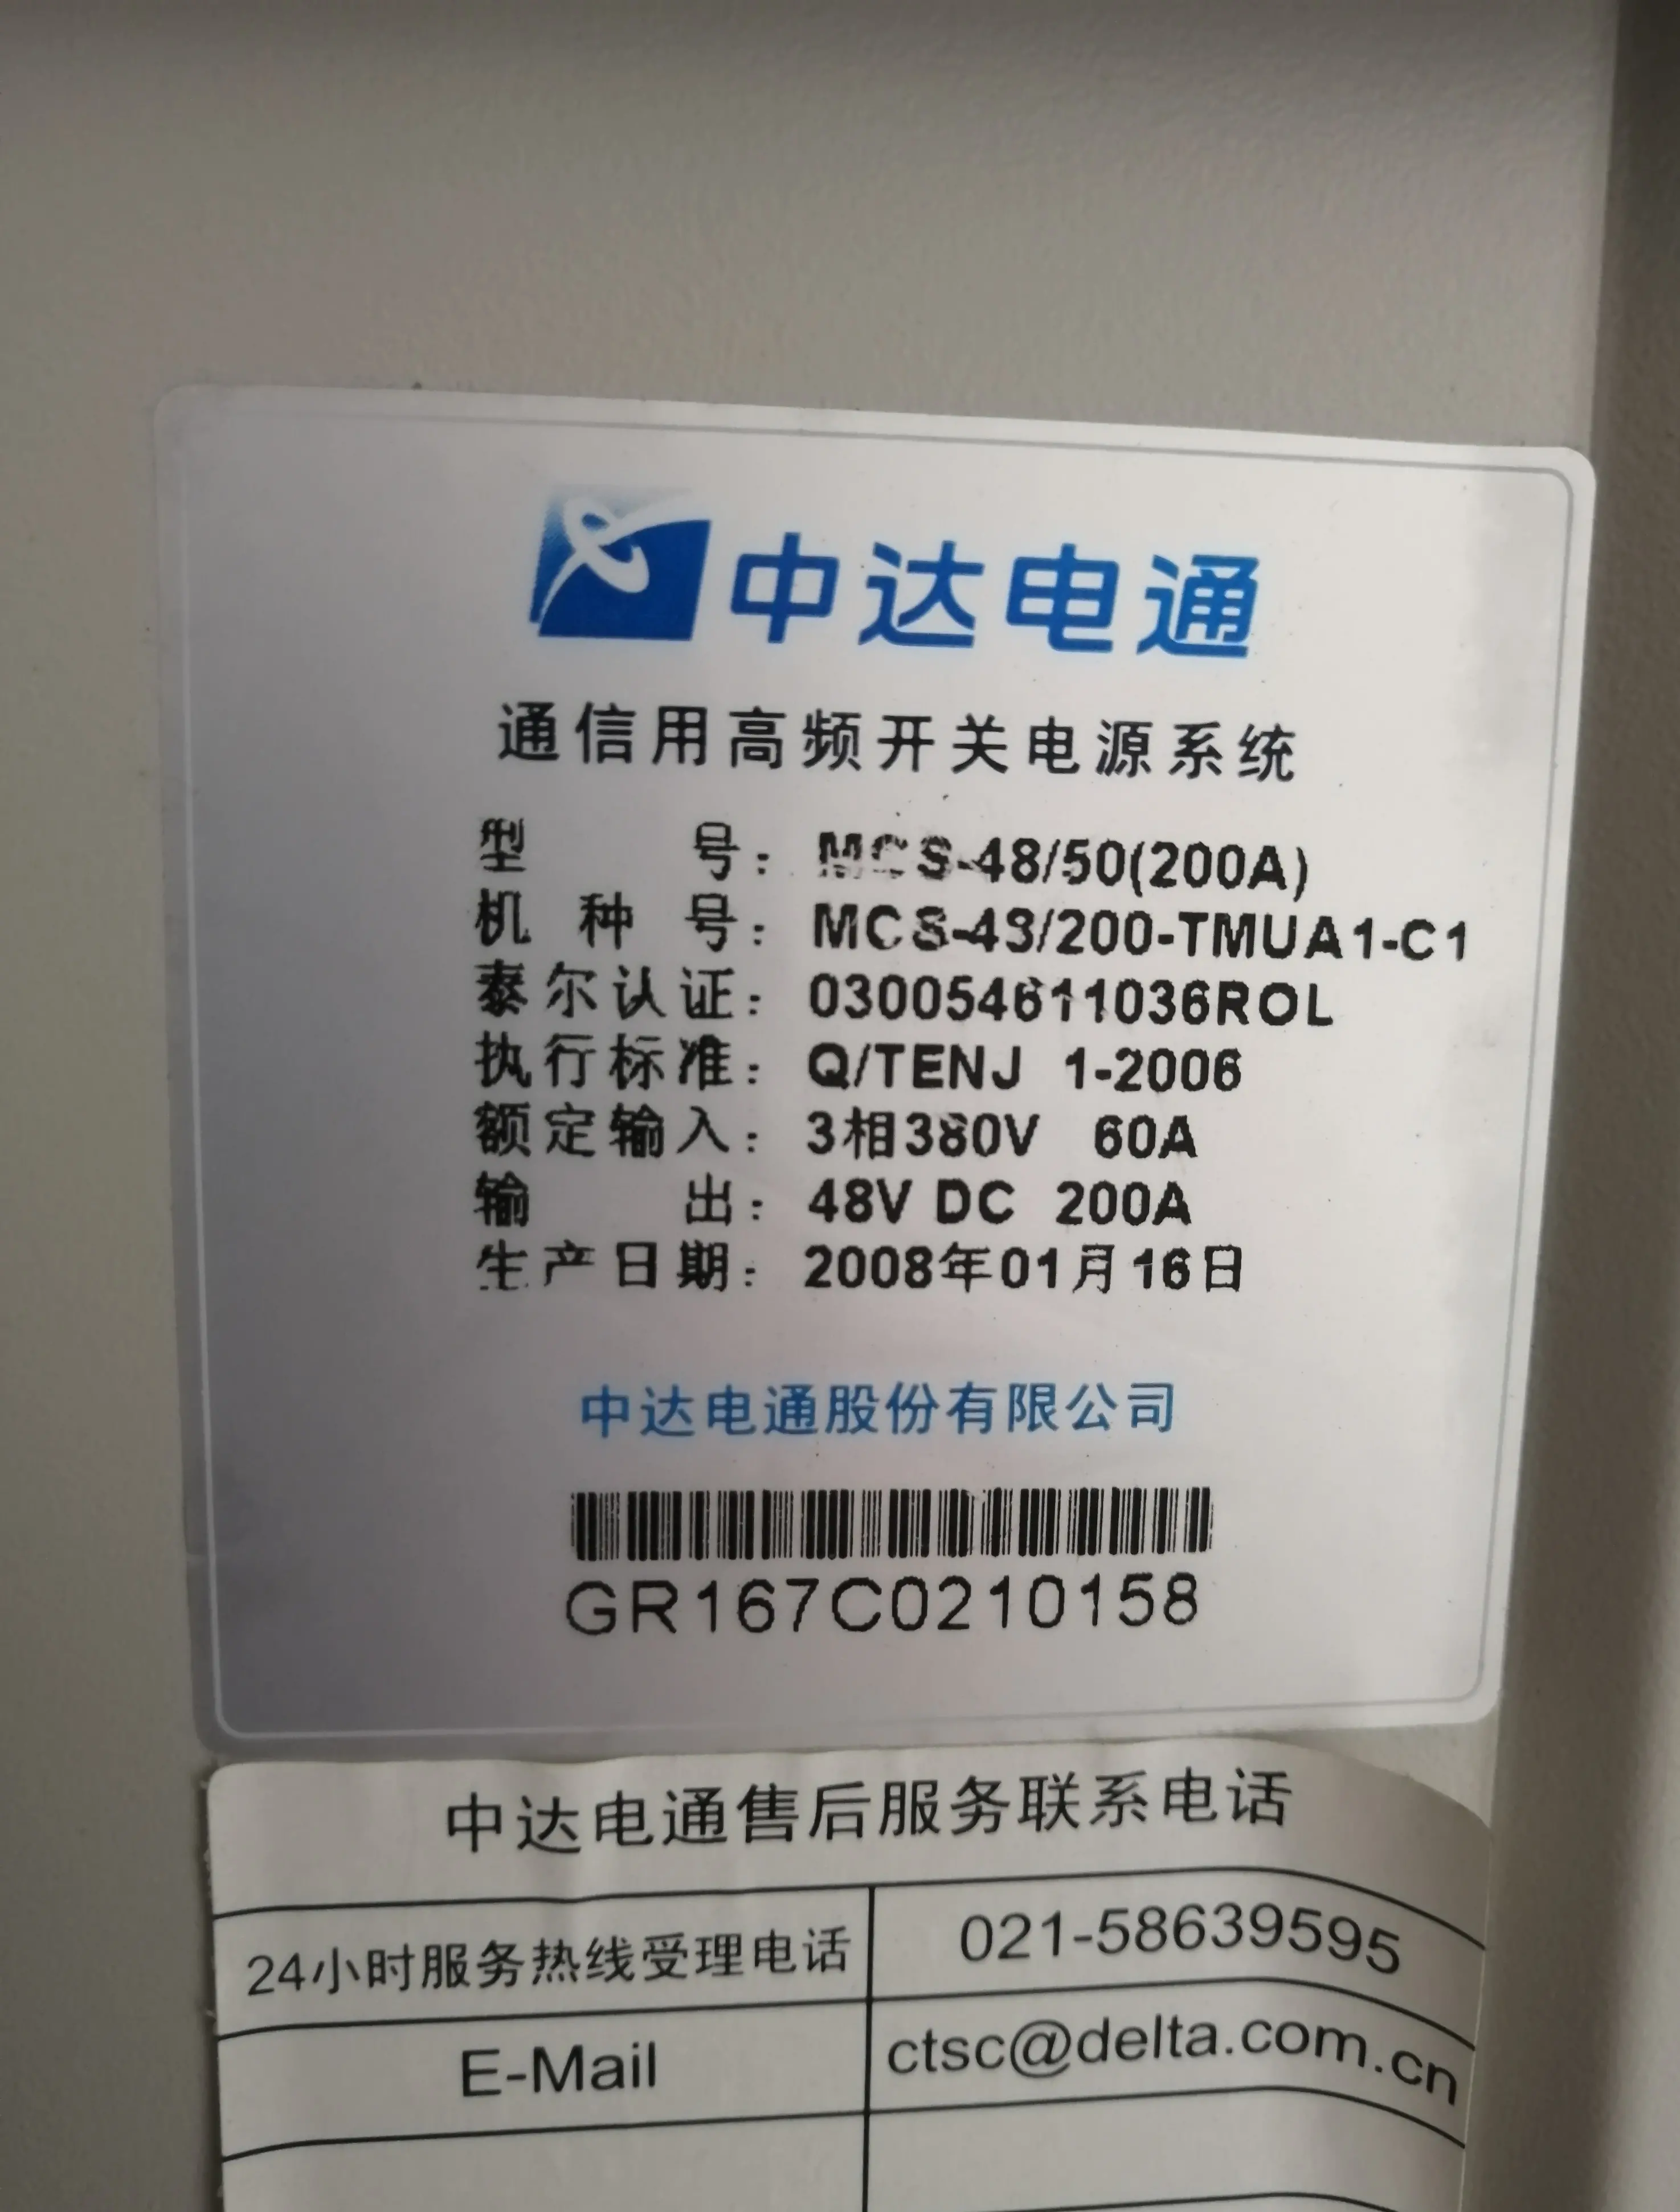 中达电通
通信用高频开关电源系统
型 号: MCS-48/50(200A)
机 种 号: MCS-48/200-TMUA1-C1
泰尔认证: 030054611036ROL
执行标准: Q/TENJ 1-2006
额定输入: 3相380V 60A
输 出: 48V DC 200A
生产日期: 2008年01月16日
中达电通股份有限公司
GR167C0210158
中达电通售后服务联系电话
24小时服务热线受理电话 021-58639595
E-Mail ctsc@delta.com.cn